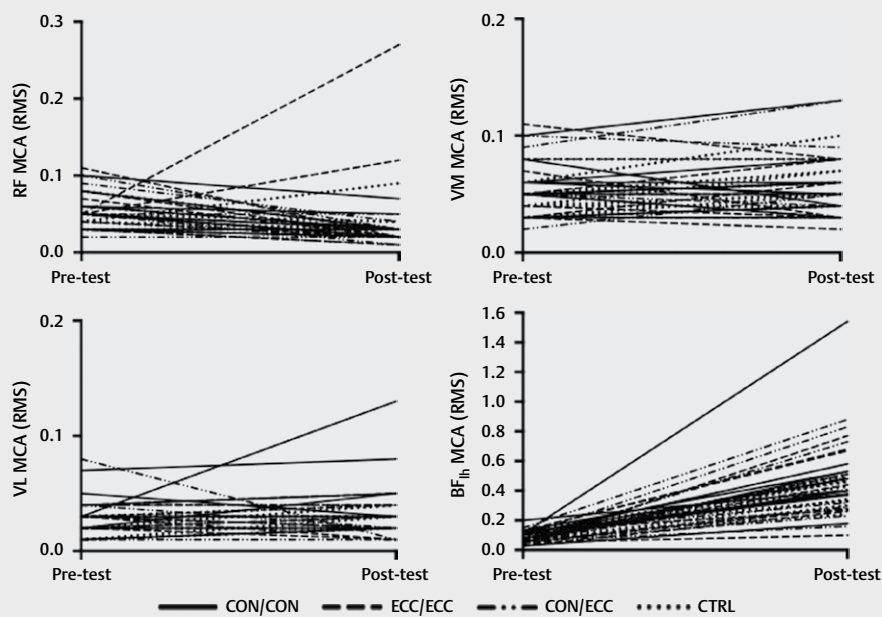 RF MCA (RMS)
0.3
0.2
0.1
0.0
Pre-test
Post-test
VM MCA (RMS)
0.2
0.1
0.0
Pre-test
Post-test
VL MCA (RMS)
0.2
0.1
0.0
Pre-test
Post-test
BFlh MCA (RMS)
1.6
1.4
1.2
1.0
0.8
0.6
0.4
0.2
0.0
Pre-test
Post-test
CON/CON ECC/ECC CON/ECC CTRL